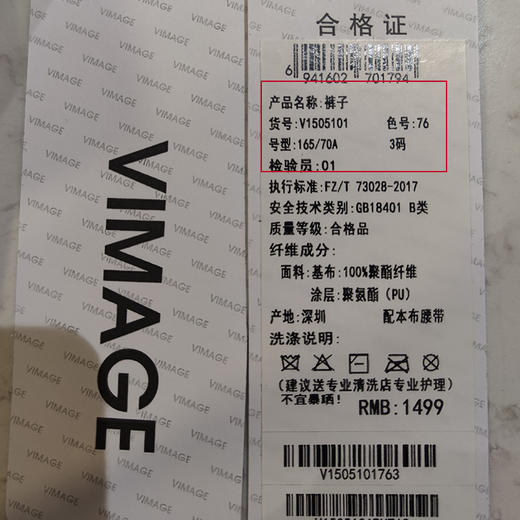 VIMAGE
合格证
6 941602 701794
产品名称:裤子
货号:V1505101 色号:76
号型:165/70A 3码
检验员:01
执行标准:FZ/T 73028-2017
安全技术类别:GB18401 B类
质量等级:合格品
纤维成分:
面料:基布:100%聚酯纤维
涂层:聚氨酯(PU)
产地:深圳 配本布腰带
洗涤说明:
(建议送专业清洗店专业护理)
不宜暴晒!
RMB:1499
V1505101763